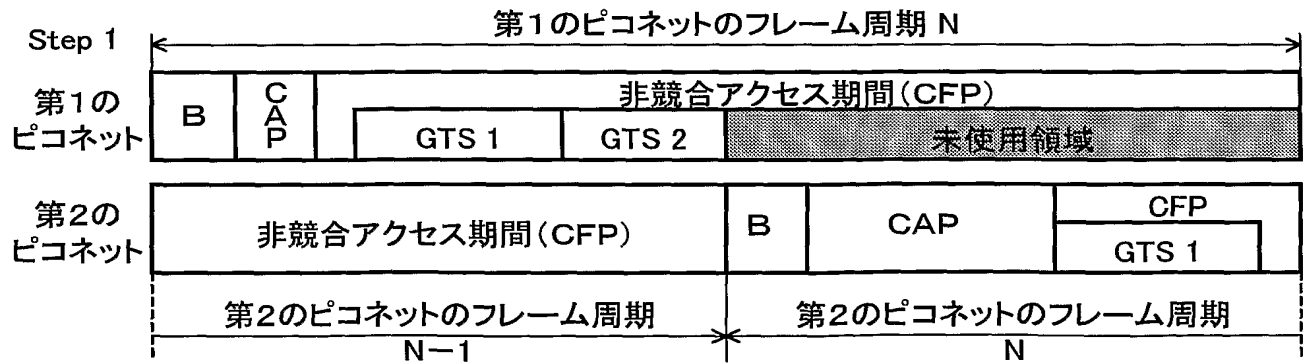 第1のピコネットのフレーム周期 N
Step 1
第1の
ピコネット
B
CAP
非競合アクセス期間(CFP)
GTS 1
GTS 2
未使用領域
第2の
ピコネット
非競合アクセス期間(CFP)
B
CAP
CFP
GTS 1
第2のピコネットのフレーム周期
N-1
第2のピコネットのフレーム周期
N